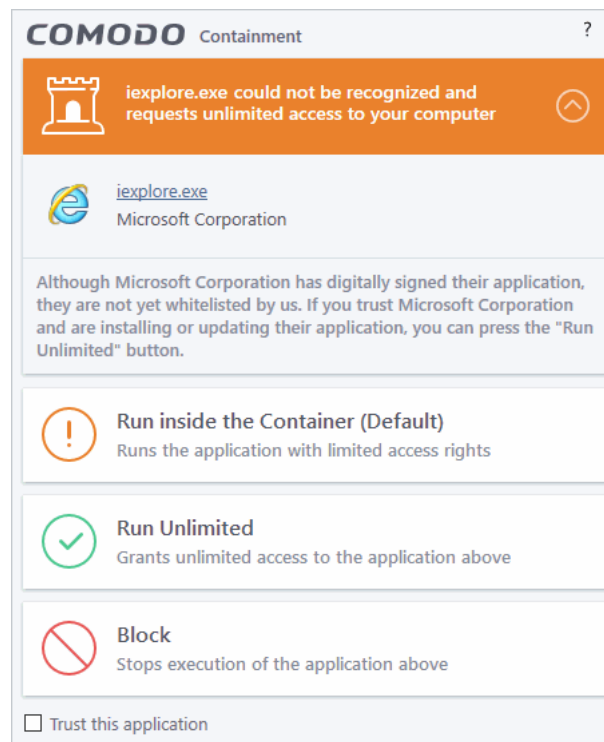 COMODO Containment ?
iexplore.exe could not be recognized and
requests unlimited access to your computer
iexplore.exe
Microsoft Corporation
Although Microsoft Corporation has digitally signed their application,
they are not yet whitelisted by us. If you trust Microsoft Corporation
and are installing or updating their application, you can press the "Run
Unlimited" button.
Run inside the Container (Default)
Runs the application with limited access rights
Run Unlimited
Grants unlimited access to the application above
Block
Stops execution of the application above
Trust this application